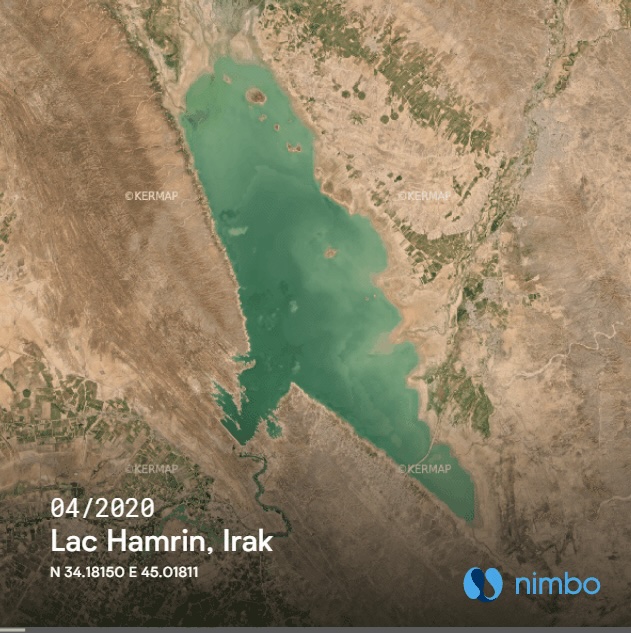 ©KERMAP
©KERMAP
©KERMAP
©KERMAP
04/2020
Lac Hamrin, Irak
N 34.18150 E 45.01811
nimbo